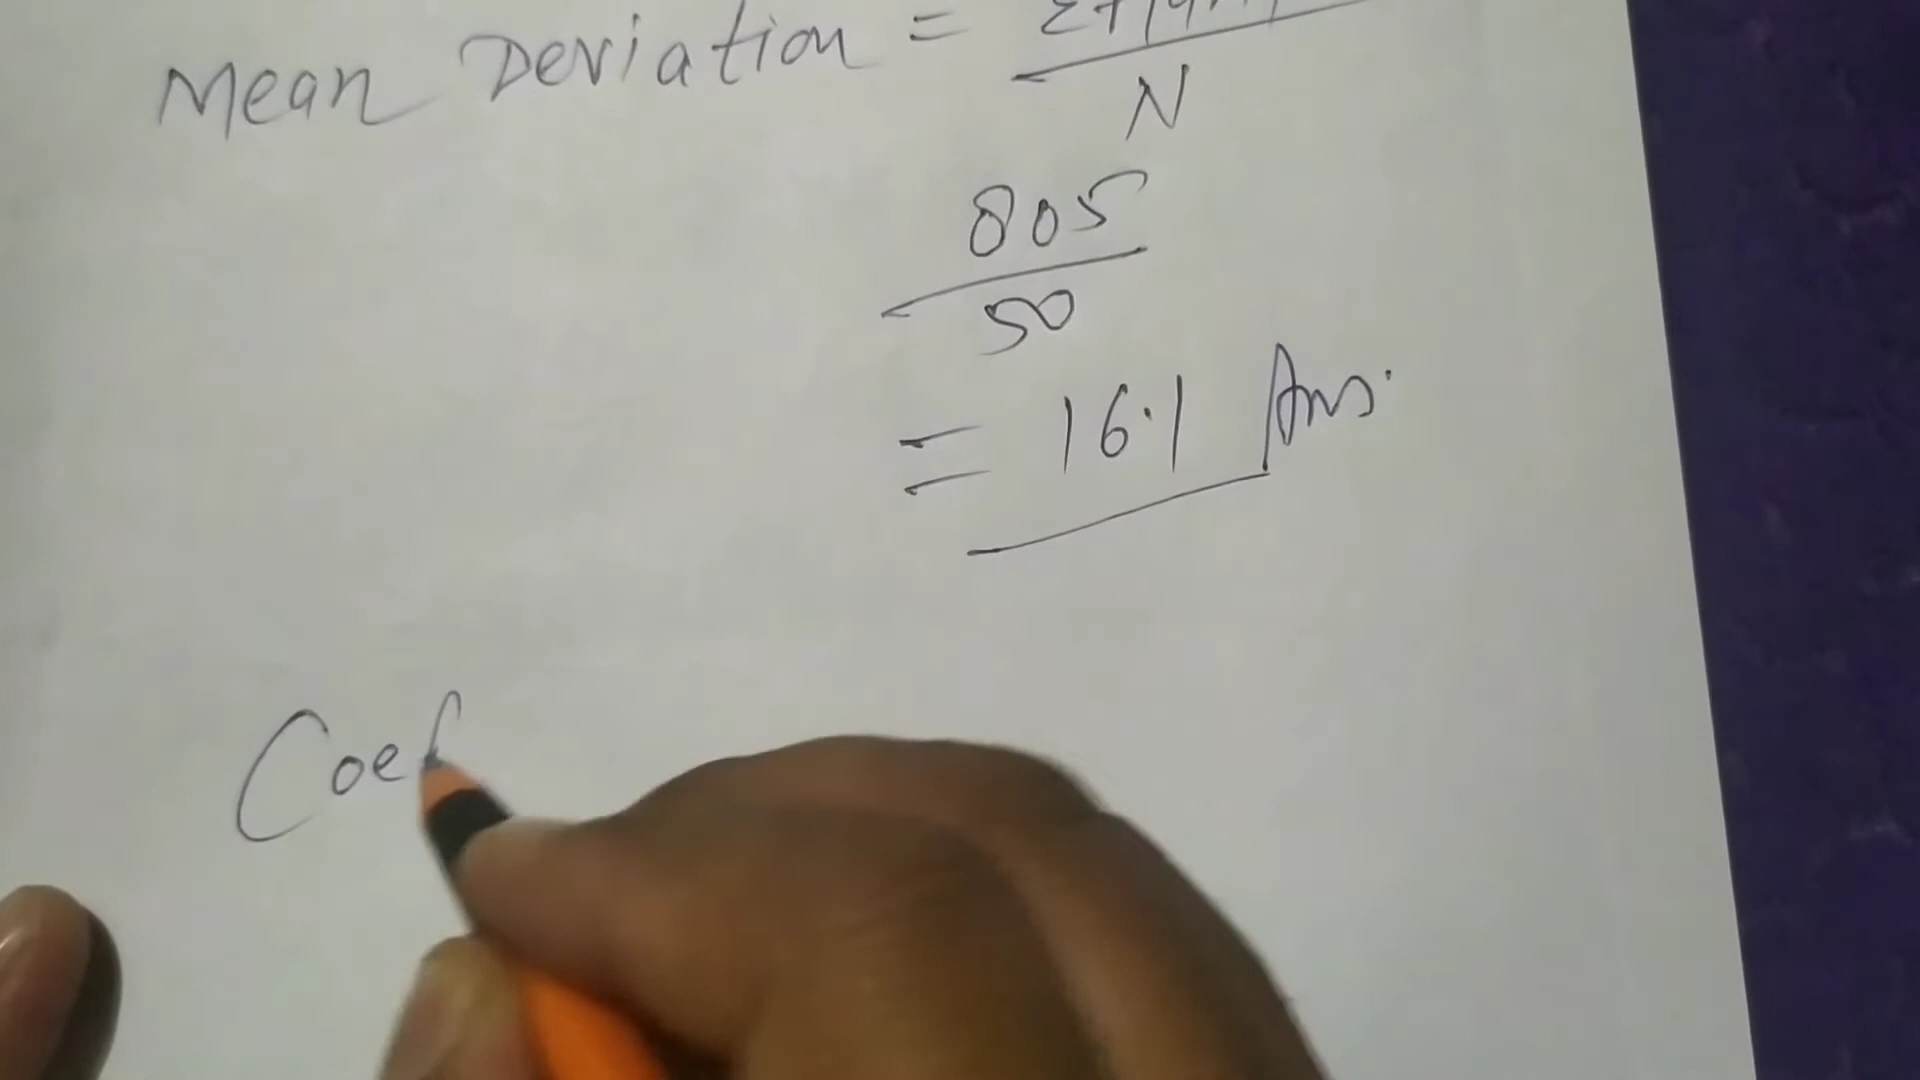 Mean Deviation =
N
805
50
= 16.1 Ans.
Coef